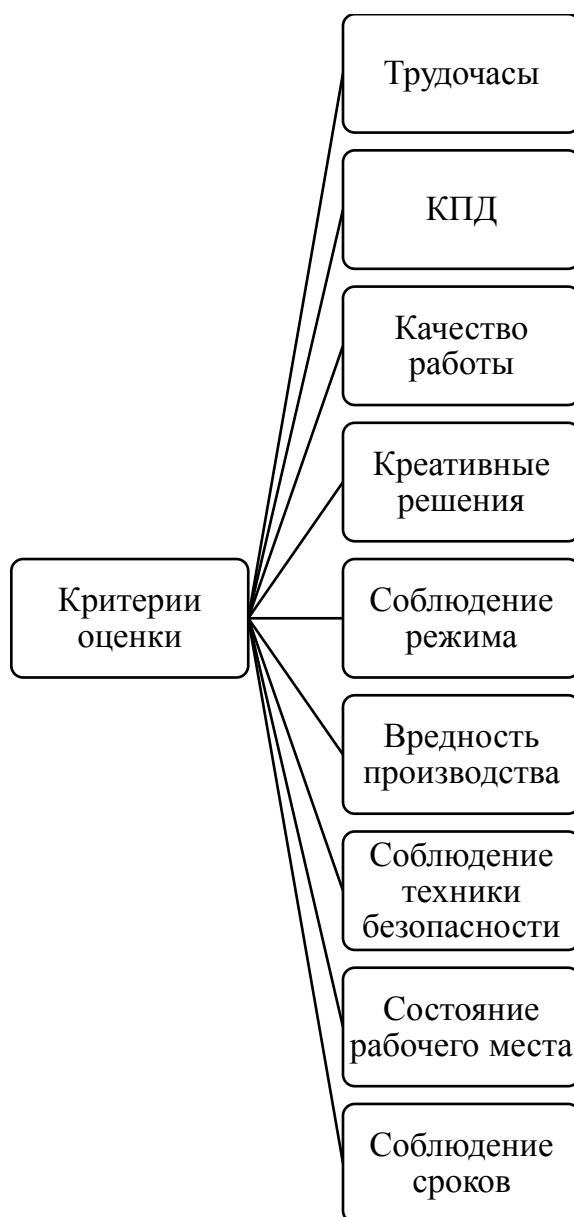 Трудочасы
КПД
Качество
работы
Креативные
решения
Критерии
оценки
Соблюдение
режима
Вредность
производства
Соблюдение
техники
безопасности
Состояние
рабочего места
Соблюдение
сроков